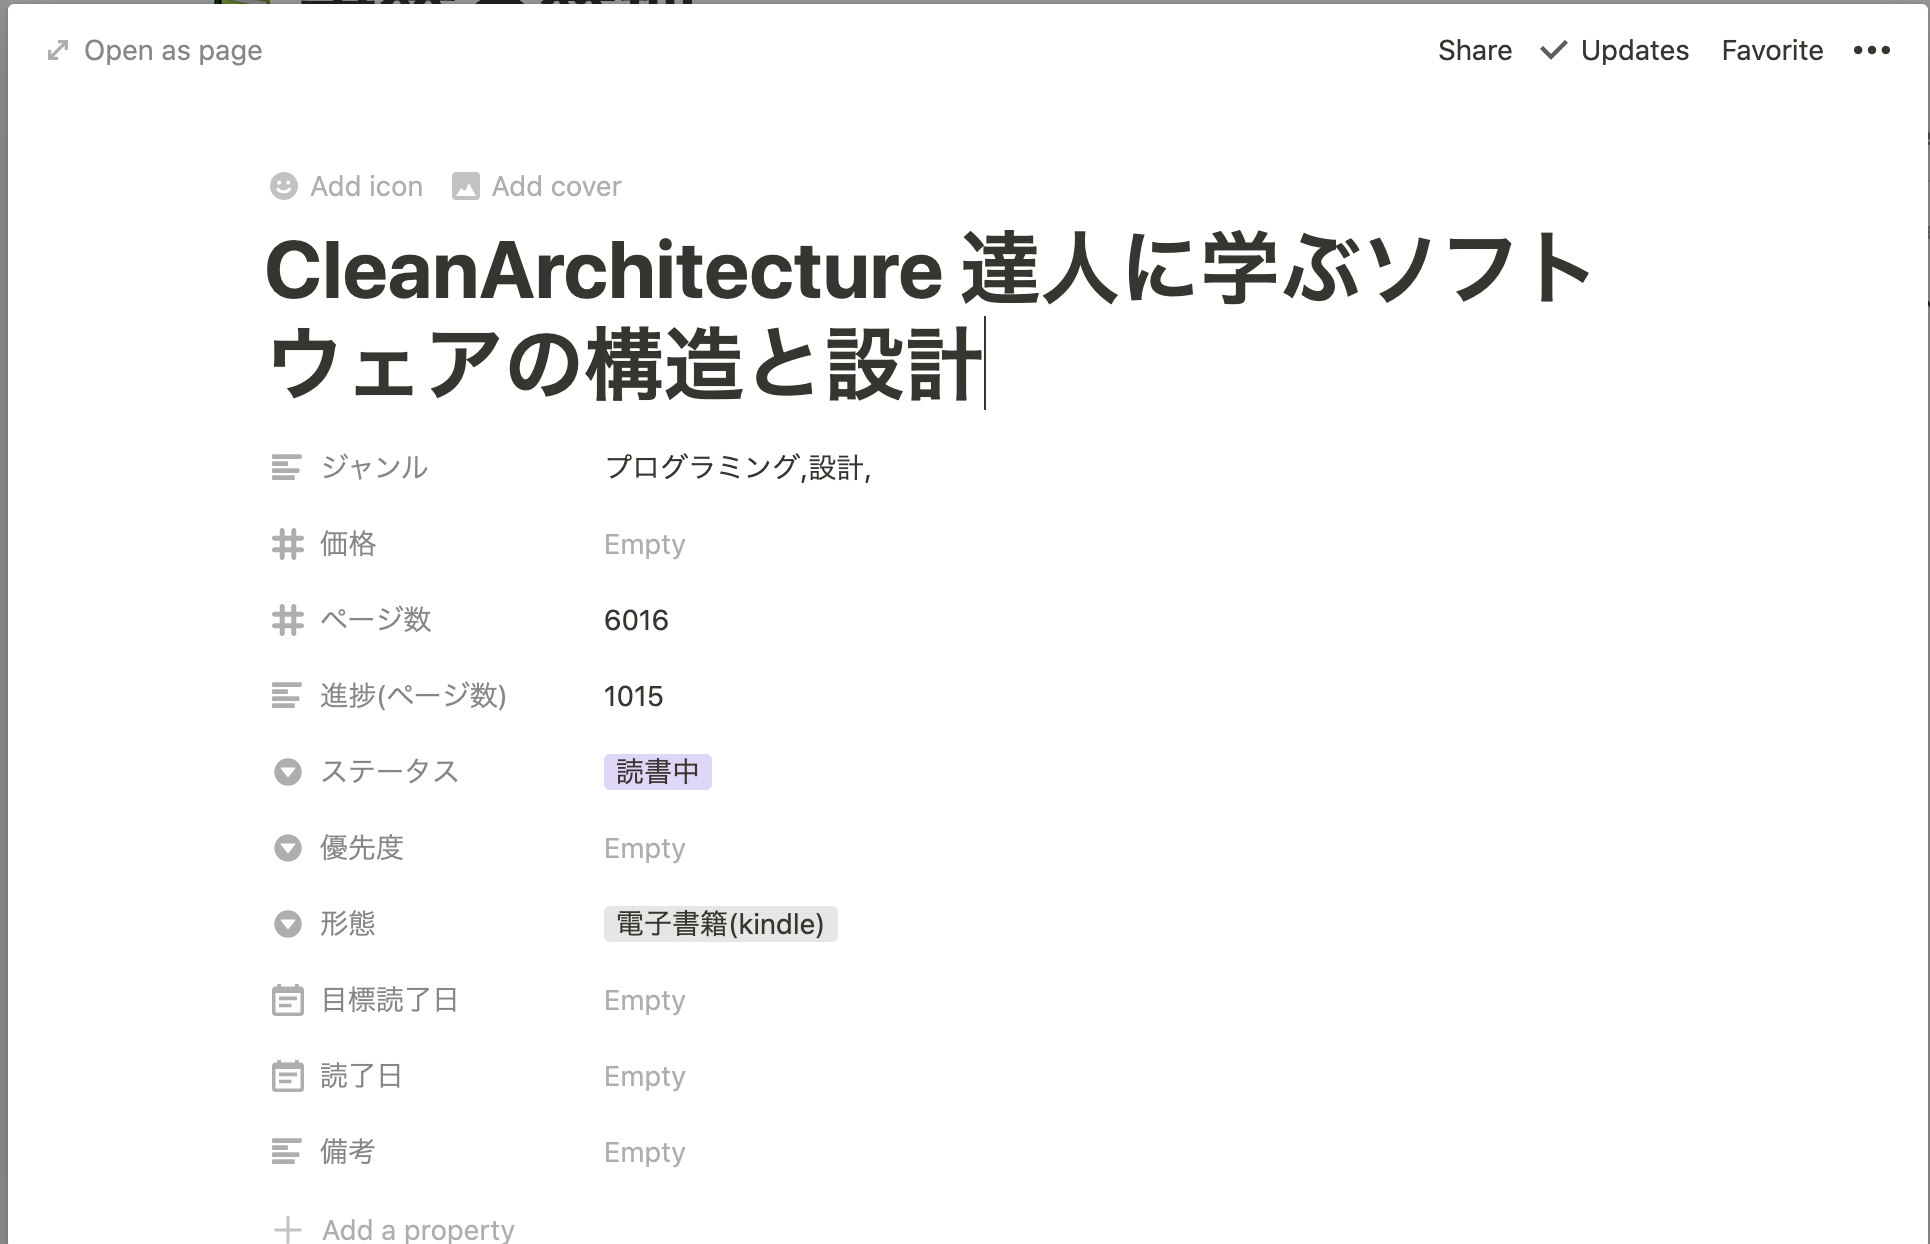 Open as page
Share Updates Favorite
Add icon Add cover
CleanArchitecture 達人に学ぶソフト
ウェアの構造と設計
ジャンル プログラミング,設計,
価格 Empty
ページ数 6016
進捗(ページ数) 1015
ステータス 読書中
優先度 Empty
形態 電子書籍(kindle)
目標読了日 Empty
読了日 Empty
備考 Empty
Add a property